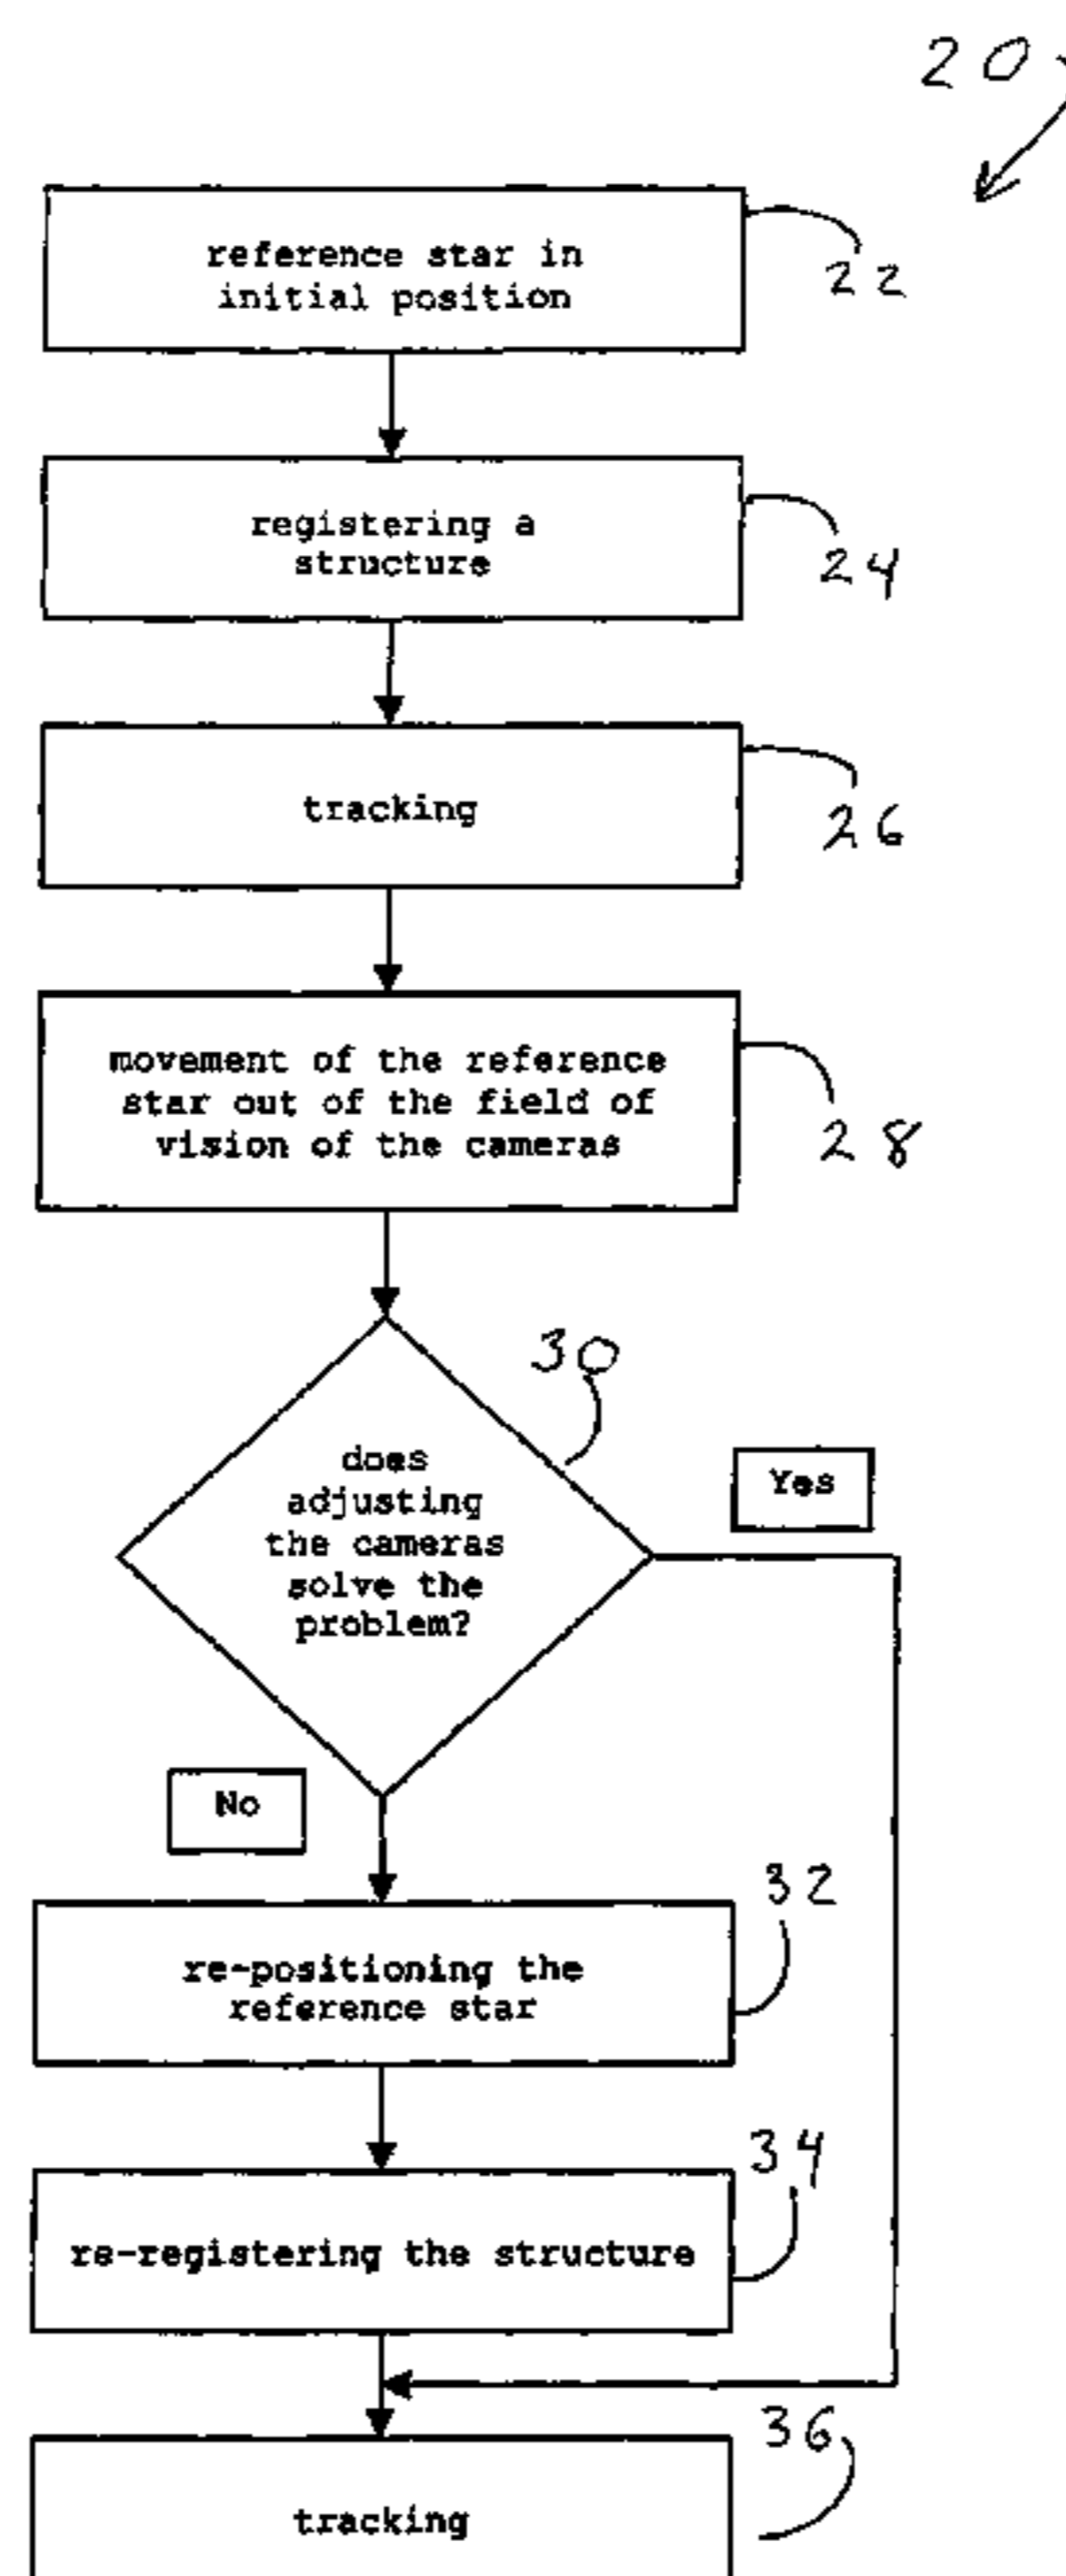 20
reference star in
initial position
22
registering a
structure
24
tracking
26
movement of the reference
star out of the field of
vision of the cameras
28
30
does
adjusting
the cameras
solve the
problem?
Yes
No
32
re-positioning the
reference star
34
re-registering the structure
36
tracking